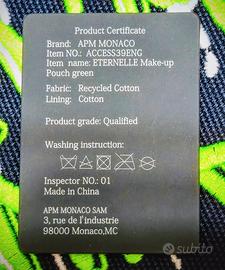 Product Certificate
Brand: APM MONACO
Item NO.: ACCESS39ENG
Item name: ETERNELLE Make-up
Pouch green
Fabric: Recycled Cotton
Lining: Cotton
Product grade: Qualified
Washing instruction:
Inspector NO.: 01
Made in China
APM MONACO SAM
3, rue de l'industrie
98000 Monaco,MC
subito